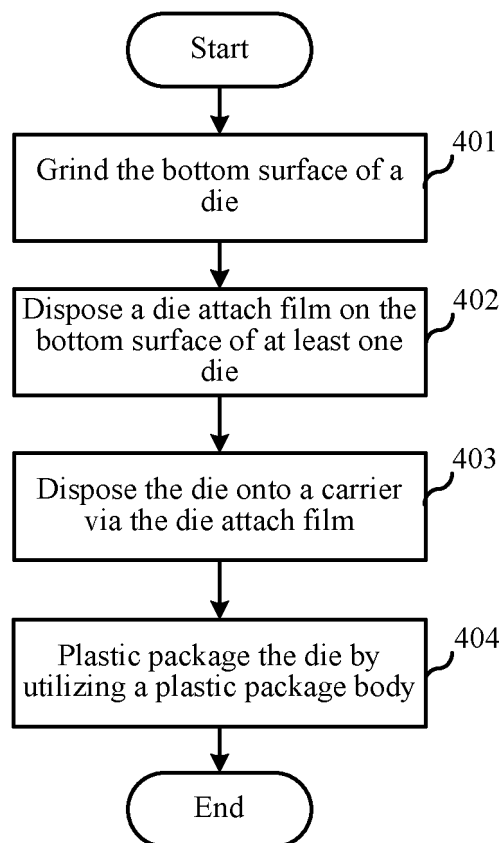 Start
401
Grind the bottom surface of a
die
402
Dispose a die attach film on the
bottom surface of at least one
die
403
Dispose the die onto a carrier
via the die attach film
404
Plastic package the die by
utilizing a plastic package body
End